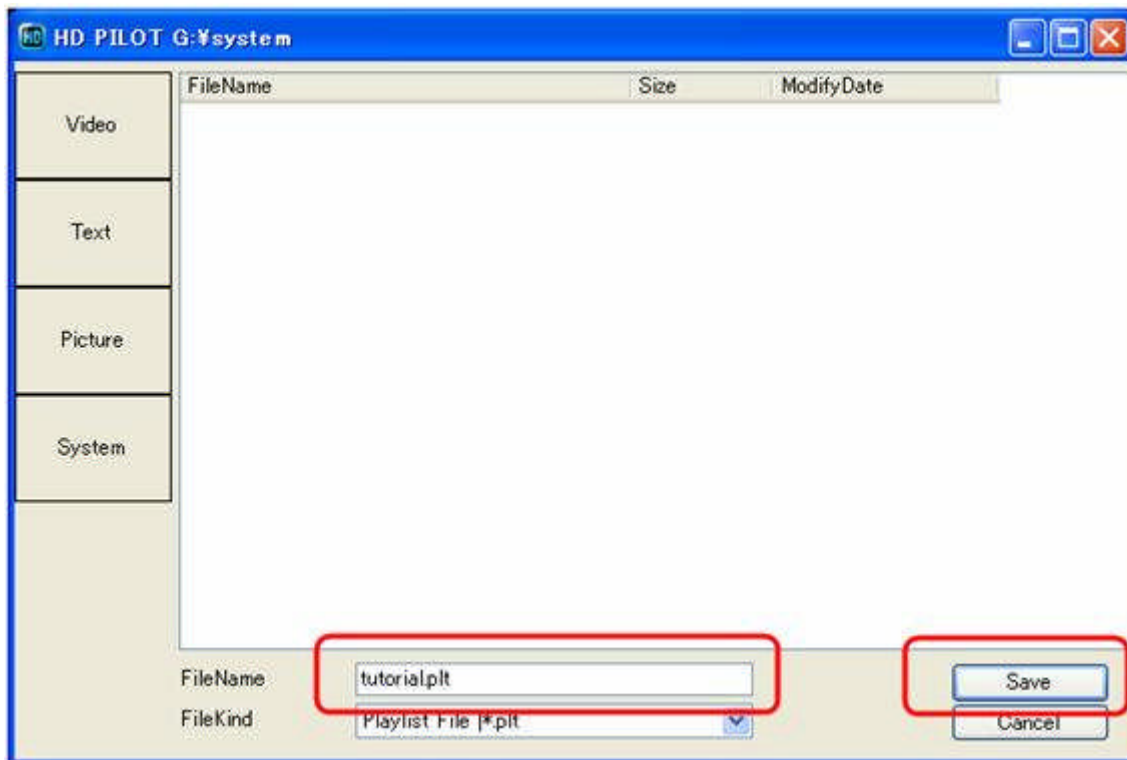 HD PILOT G:¥system
FileName Size ModifyDate
Video
Text
Picture
System
FileName tutorial.plt Save
FileKind Playlist File |*.plt Cancel